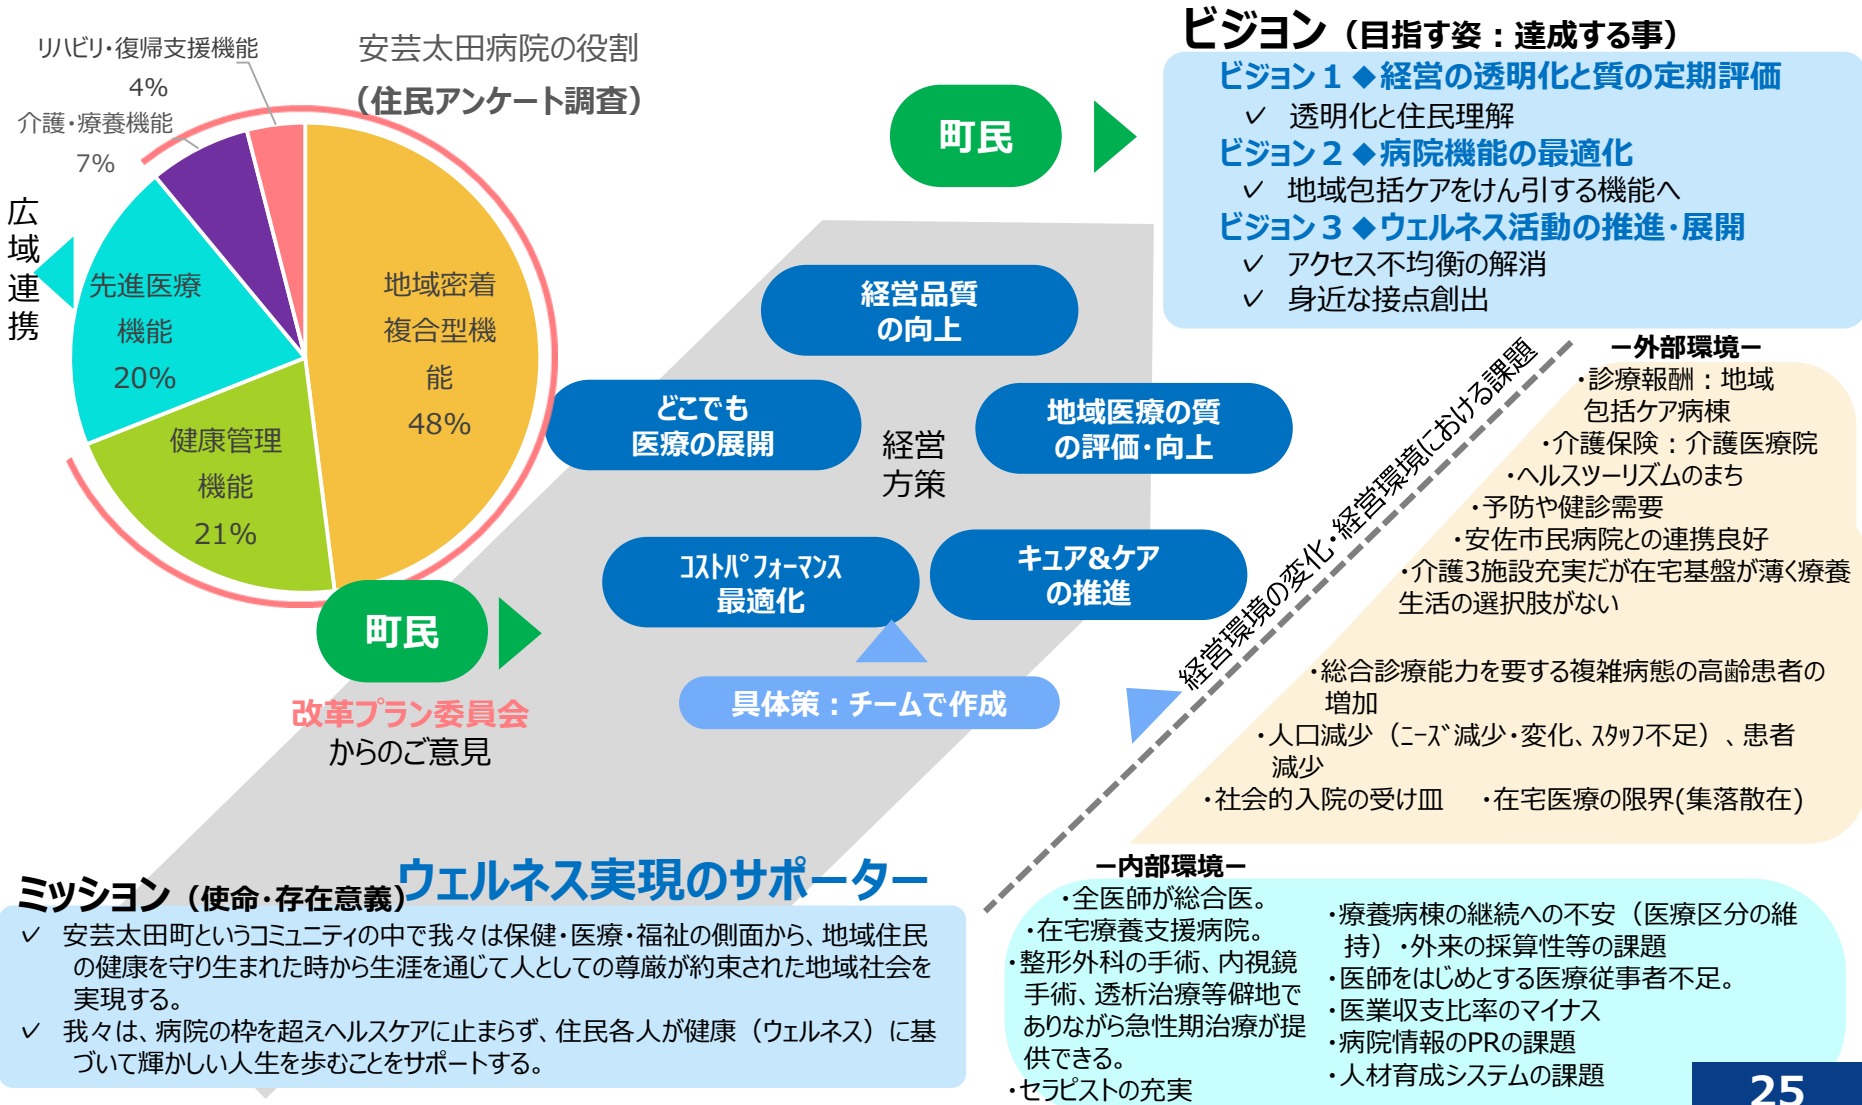 安芸太田病院の役割
（住民アンケート調査）
ﾘﾊﾋﾞﾘ・復帰支援機能
4%
介護・療養機能
7%
先進医療
機能
20%
健康管理
機能
21%
地域密着
複合型機
能
48%
広
域
連
携
町民
改革プラン委員会
からのご意見
町民
ビジョン（目指す姿：達成する事）
ビジョン１◆経営の透明化と質の定期評価
✓ 透明化と住民理解
ビジョン２◆病院機能の最適化
✓ 地域包括ケアをけん引する機能へ
ビジョン３◆ウェルネス活動の推進・展開
✓ アクセス不均衡の解消
✓ 身近な接点創出
経営品質
の向上
どこでも
医療の展開
地域医療の質
の評価・向上
経営
方策
ｺｽﾄﾊﾟﾌｫｰﾏﾝｽ
最適化
キュア&ケア
の推進
具体策：チームで作成
経営環境の変化・経営環境における課題
ー外部環境ー
・診療報酬：地域
包括ケア病棟
・介護保険：介護医療院
・ヘルスツーリズムのまち
・予防や健診需要
・安佐市民病院との連携良好
・介護3施設充実だが在宅基盤が薄く療養
生活の選択肢がない
・総合診療能力を要する複雑病態の高齢患者の
増加
・人口減少（ﾆｰｽﾞ減少・変化、ｽﾀｯﾌ不足）、患者
減少
・社会的入院の受け皿　・在宅医療の限界(集落散在)
ー内部環境ー
・全医師が総合医。
・在宅療養支援病院。
・整形外科の手術、内視鏡
手術、透析治療等僻地で
ありながら急性期治療が提
供できる。
・セラピストの充実
・療養病棟の継続への不安（医療区分の維
持）・外来の採算性等の課題
・医師をはじめとする医療従事者不足。
・医業収支比率のマイナス
・病院情報のPRの課題
・人材育成システムの課題
ウェルネス実現のサポーター
ミッション（使命・存在意義）
✓ 安芸太田町というｺﾐｭﾆﾃｨの中で我々は保健・医療・福祉の側面から、地域住民
の健康を守り生まれた時から生涯を通じて人としての尊厳が約束された地域社会を
実現する。
✓ 我々は、病院の枠を超えヘルスケアに止まらず、住民各人が健康（ウェルネス）に基
づいて輝かしい人生を歩むことをサポートする。
25